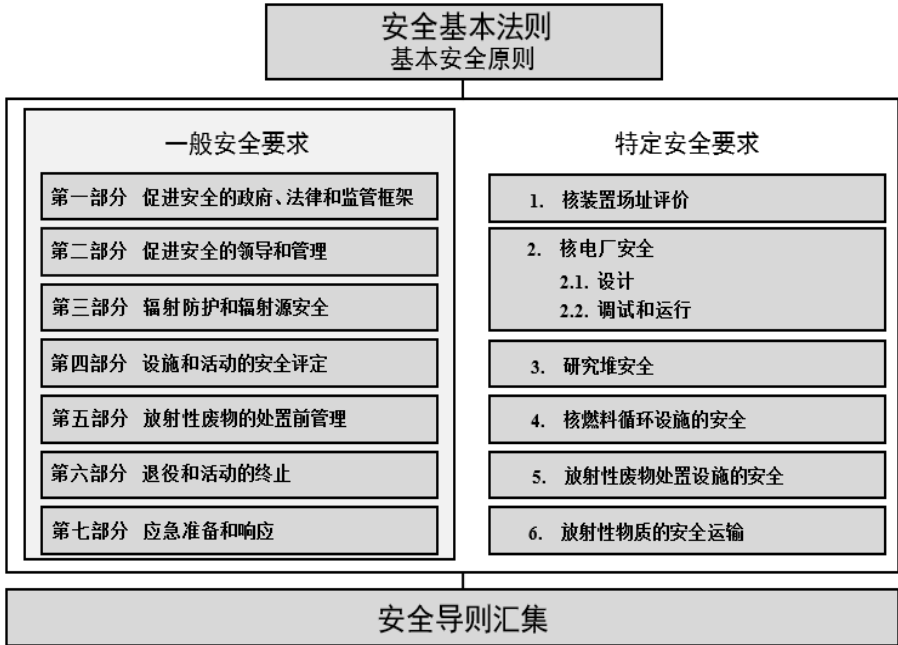 安全基本法则
基本安全原则
一般安全要求
第一部分 促进安全的政府、法律和监管框架
第二部分 促进安全的领导和管理
第三部分 辐射防护和辐射源安全
第四部分 设施和活动的安全评定
第五部分 放射性废物的处置前管理
第六部分 退役和活动的终止
第七部分 应急准备和响应
特定安全要求
1. 核装置场址评价
2. 核电厂安全
2.1. 设计
2.2. 调试和运行
3. 研究堆安全
4. 核燃料循环设施的安全
5. 放射性废物处置设施的安全
6. 放射性物质的安全运输
安全导则汇集